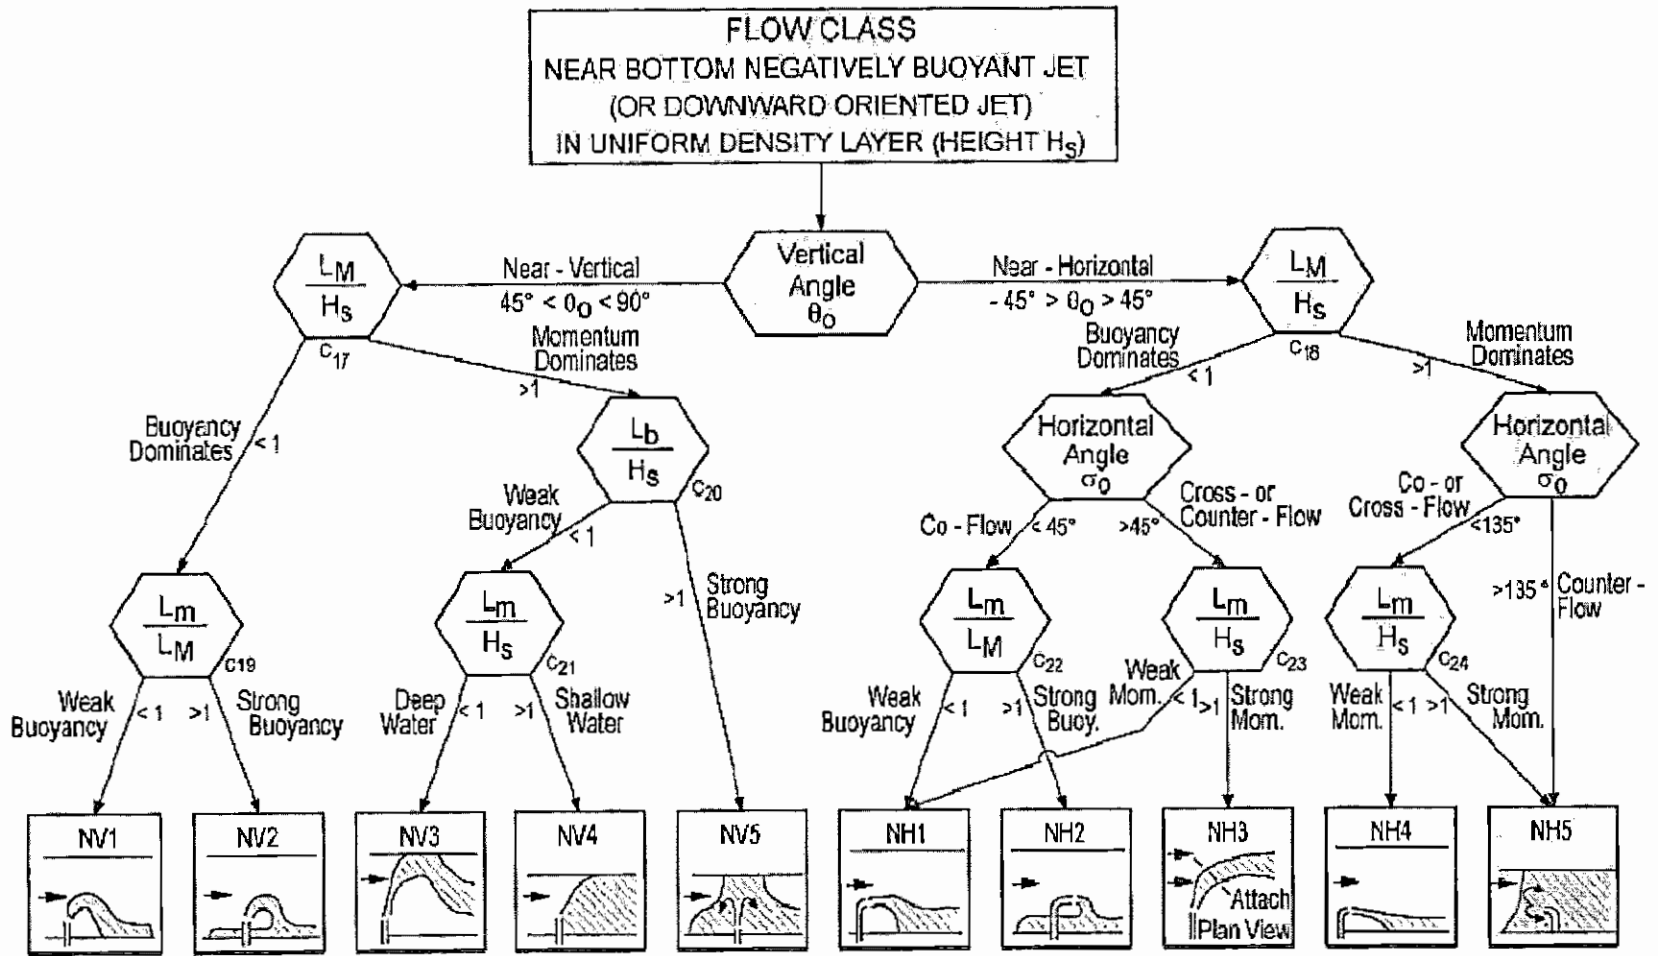 FLOW CLASS
NEAR BOTTOM NEGATIVELY BUOYANT JET
(OR DOWNWARD ORIENTED JET)
IN UNIFORM DENSITY LAYER (HEIGHT HS)
LM
HS
C17
Near - Vertical
45° < θO < 90°
Vertical
Angle
θO
Near - Horizontal
- 45° > θO > 45°
LM
HS
C18
Momentum
Dominates
>1
Buoyancy
Dominates
< 1
Momentum
Dominates
>1
Buoyancy
Dominates
< 1
Lb
HS
C20
Horizontal
Angle
σO
Horizontal
Angle
σO
Weak
Buoyancy
< 1
Strong
Buoyancy
>1
Co - Flow
< 45°
>45°
Cross - or
Counter - Flow
Co - or
Cross - Flow
<135°
>135°
Counter -
Flow
Lm
LM
C19
Lm
HS
C21
Lm
LM
C22
Lm
HS
C23
Lm
HS
C24
Weak
Buoyancy
< 1
>1
Strong
Buoyancy
Deep
Water
< 1
>1
Shallow
Water
Weak
Buoyancy
< 1
>1
Strong
Buoy.
Weak
Mom.
< 1
>1
Strong
Mom.
Weak
Mom.
< 1
>1
Strong
Mom.
NV1
NV2
NV3
NV4
NV5
NH1
NH2
NH3
Attach
Plan View
NH4
NH5